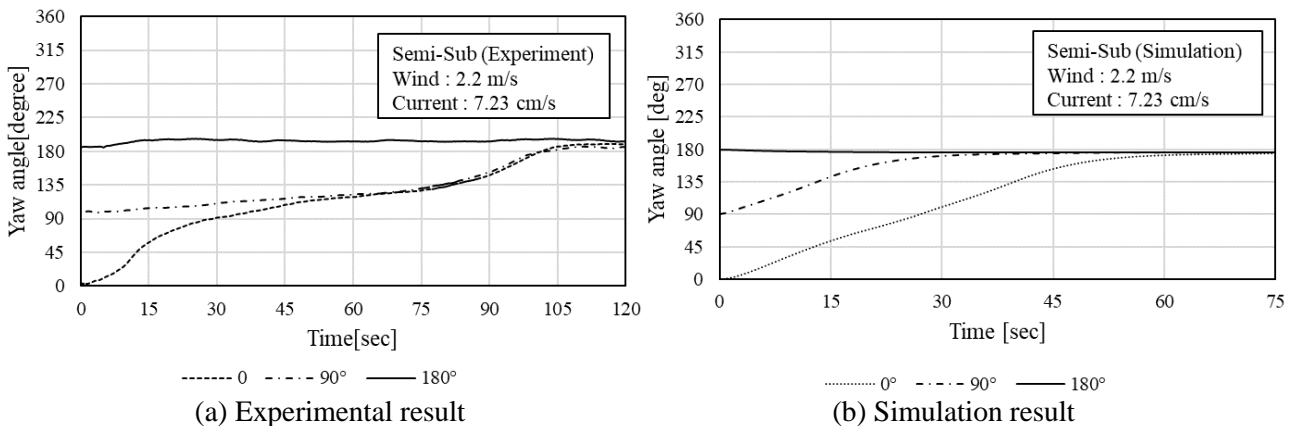 360
315
270
225
180
135
90
45
0
Yaw angle[degree]
Semi-Sub (Experiment)
Wind : 2.2 m/s
Current : 7.23 cm/s
0 15 30 45 60 75 90 105 120
Time[sec]
0 90° 180°
(a) Experimental result
360
315
270
225
180
135
90
45
0
Yaw angle [deg]
Semi-Sub (Simulation)
Wind : 2.2 m/s
Current : 7.23 cm/s
0 15 30 45 60 75
Time [sec]
0° 90° 180°
(b) Simulation result